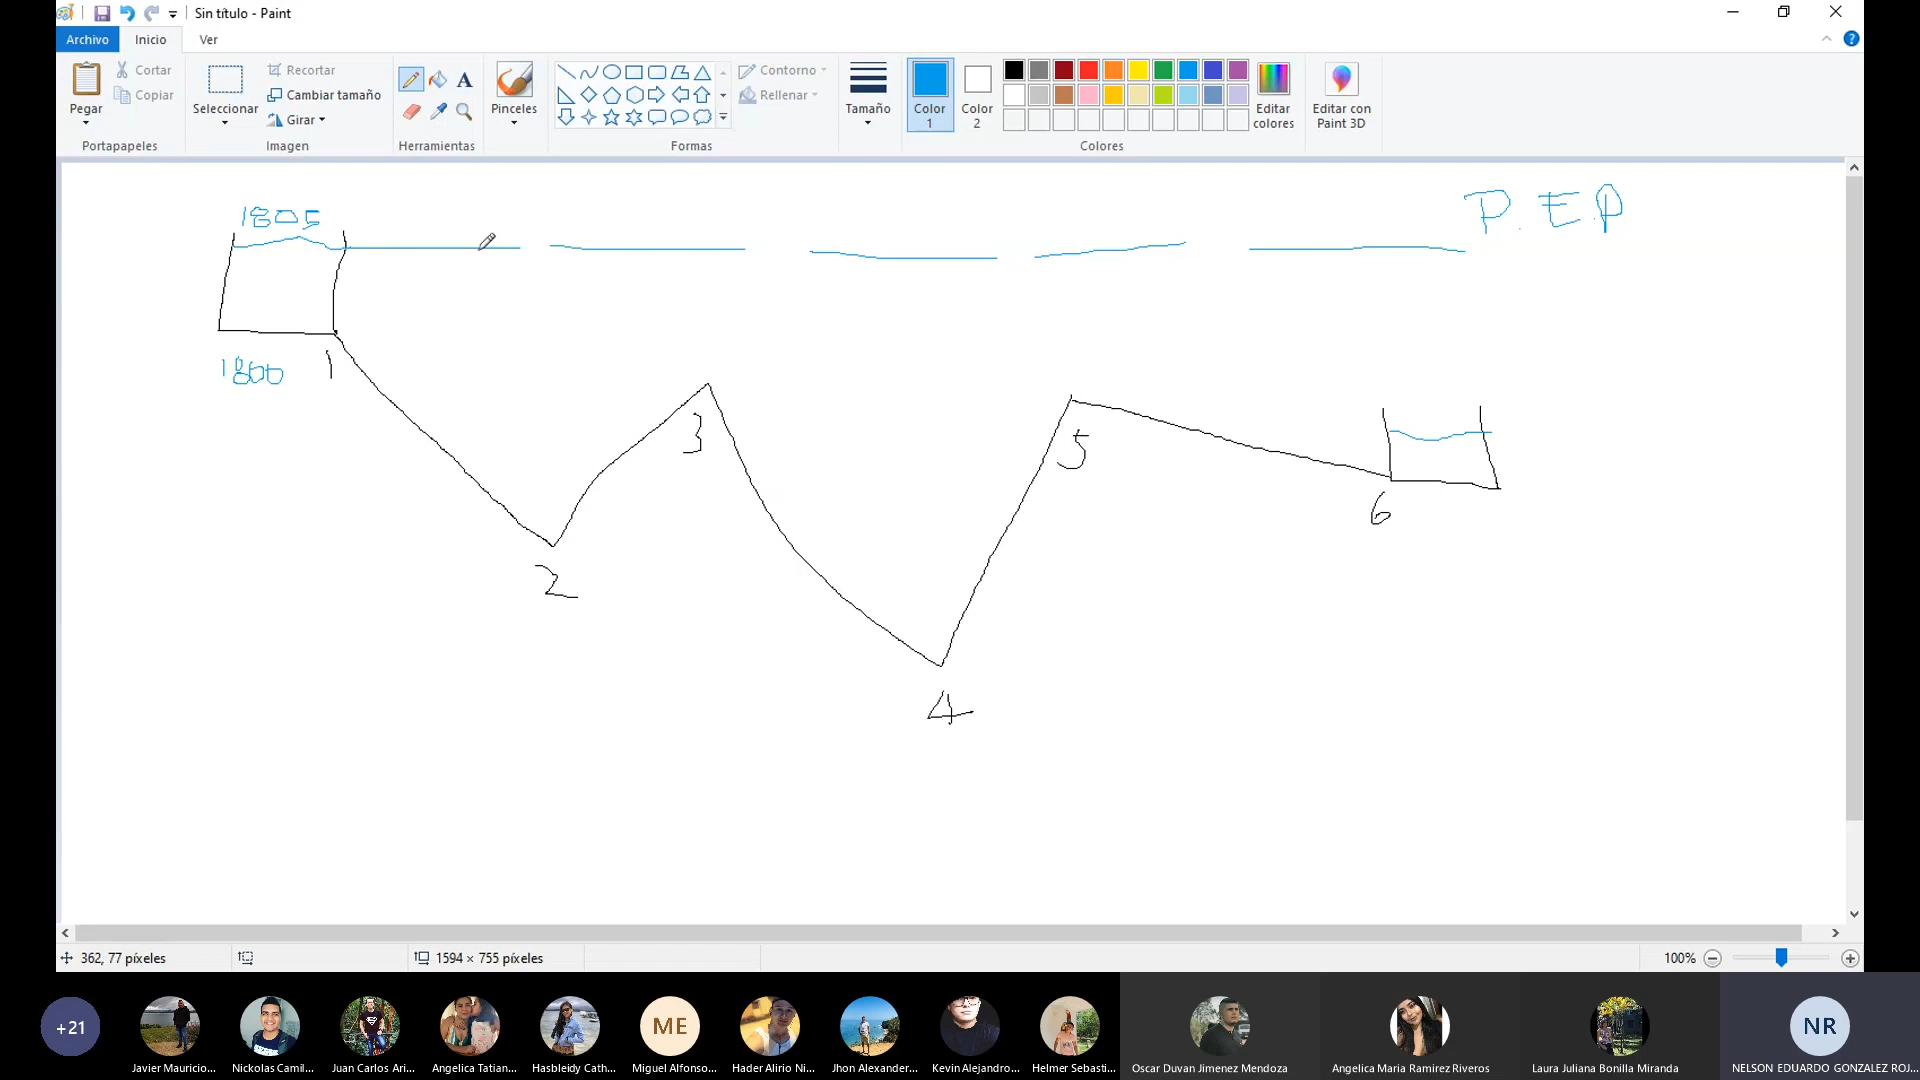 Sin título - Paint
Archivo Inicio Ver
Pegar
Cortar
Copiar
Portapapeles
Seleccionar
Recortar
Cambiar tamaño
Girar
Imagen
A
Herramientas
Pinceles
Contorno
Rellenar
Formas
Tamaño
Color 1
Color 2
Editar colores
Editar con Paint 3D
Colores
1805
P.E.P
1800
1
2
3
4
5
6
362, 77 píxeles
1594 × 755 píxeles
100%
+21
Javier Mauricio...
Nickolas Camil...
Juan Carlos Ari...
Angelica Tatian...
Hasbleidy Cath...
ME
Miguel Alfonso...
Hader Alirio Ni...
Jhon Alexander...
Kevin Alejandro...
Helmer Sebasti...
Oscar Duvan Jimenez Mendoza
Angelica Maria Ramirez Riveros
Laura Juliana Bonilla Miranda
NR
NELSON EDUARDO GONZALEZ ROJ...